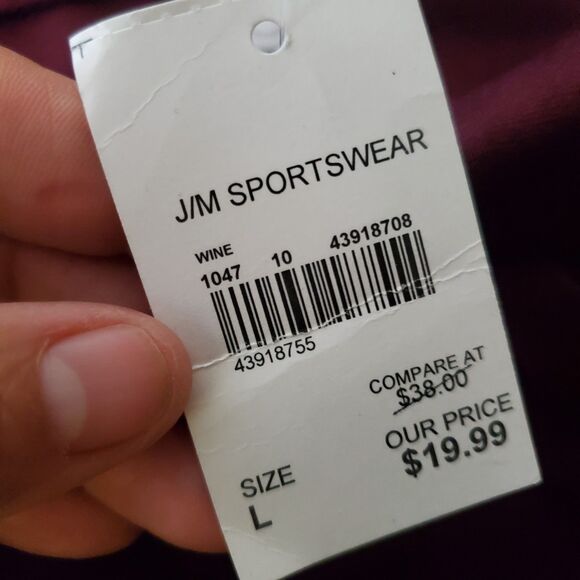 J/M SPORTSWEAR
WINE
1047 10 43918708
43918755
COMPARE AT
$38.00
OUR PRICE
$19.99
SIZE
L